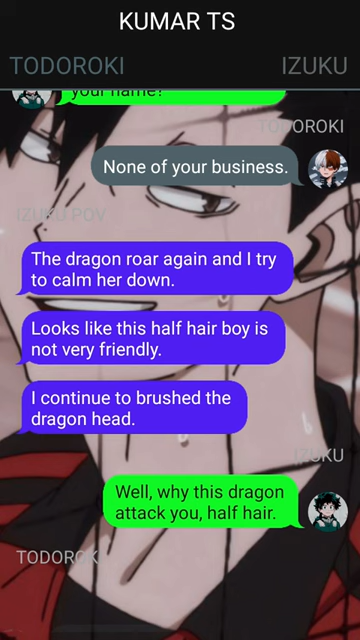 KUMAR TS
TODOROKI IZUKU
your name?
TODOROKI
None of your business.
IZUKU POV
The dragon roar again and I try
to calm her down.
Looks like this half hair boy is
not very friendly.
I continue to brushed the
dragon head.
IZUKU
Well, why this dragon
attack you, half hair.
TODOROKI